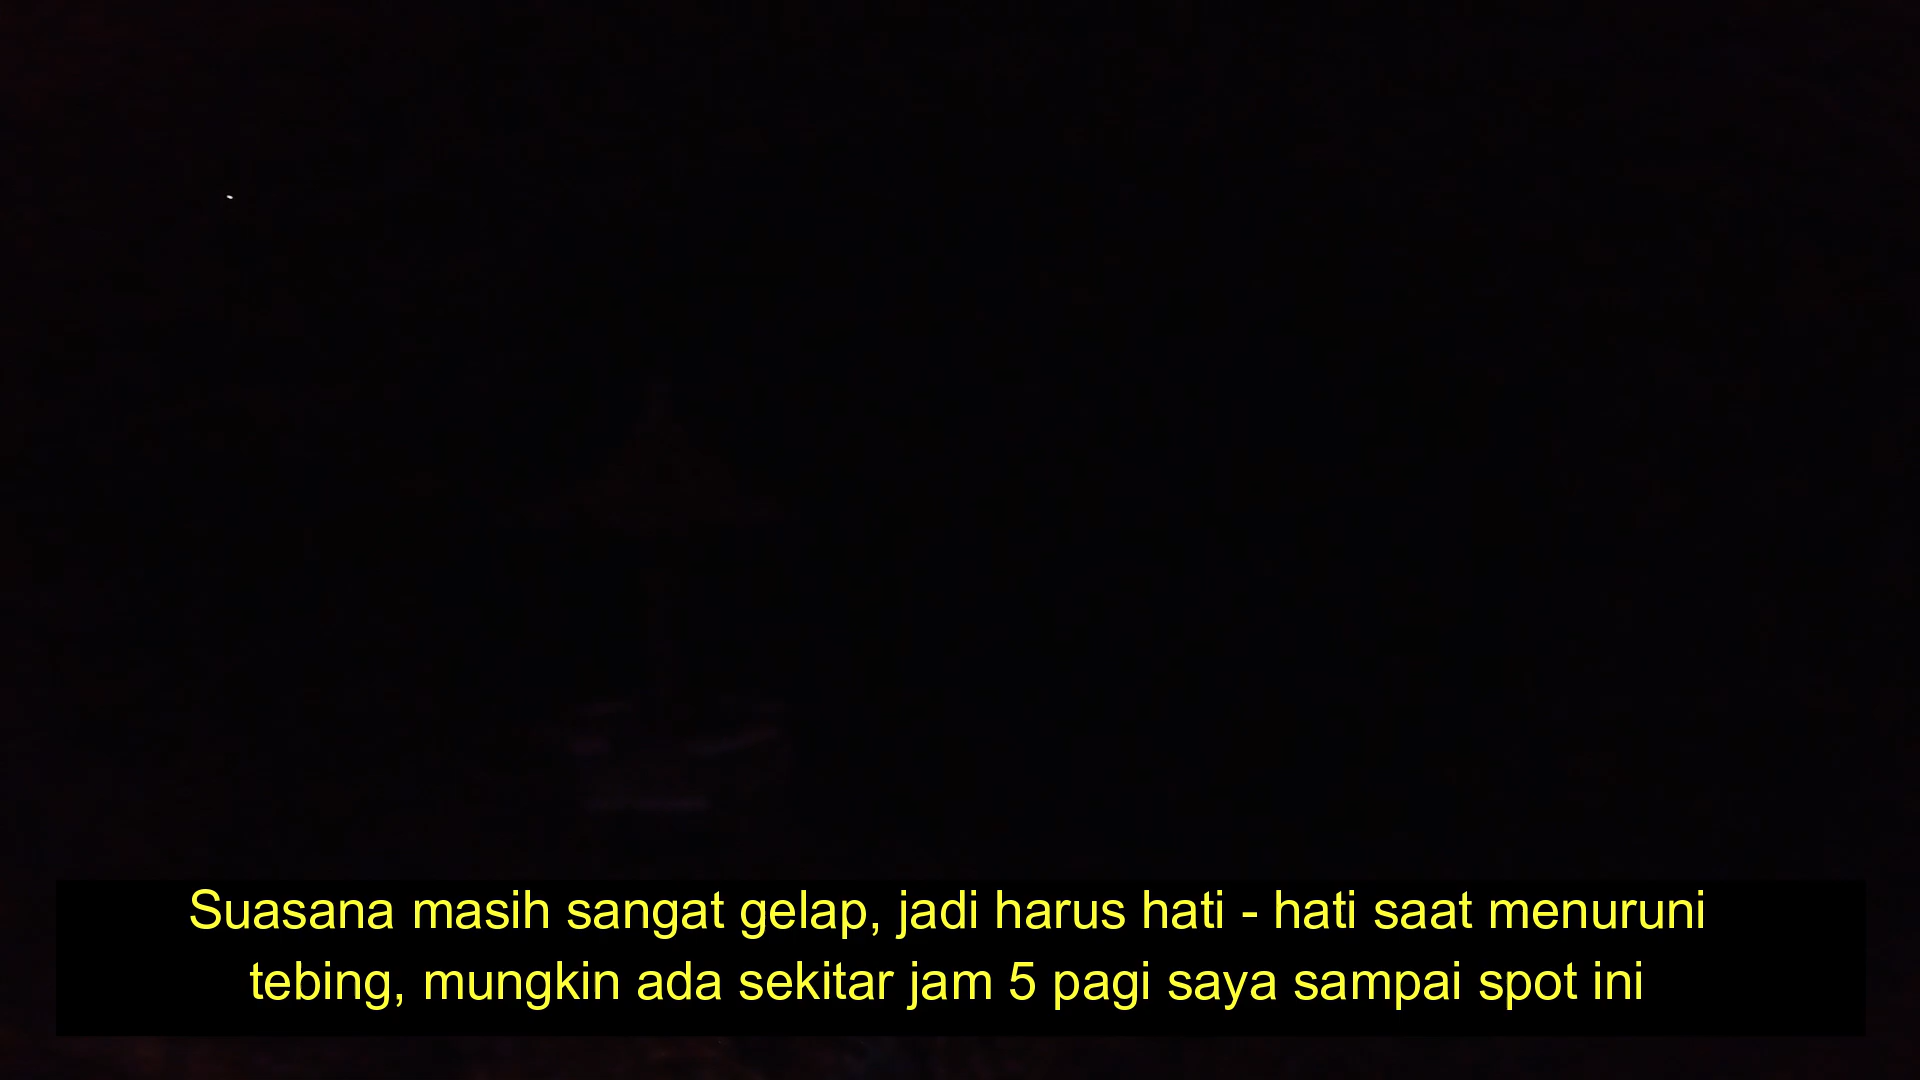 Suasana masih sangat gelap, jadi harus hati - hati saat menuruni
tebing, mungkin ada sekitar jam 5 pagi saya sampai spot ini